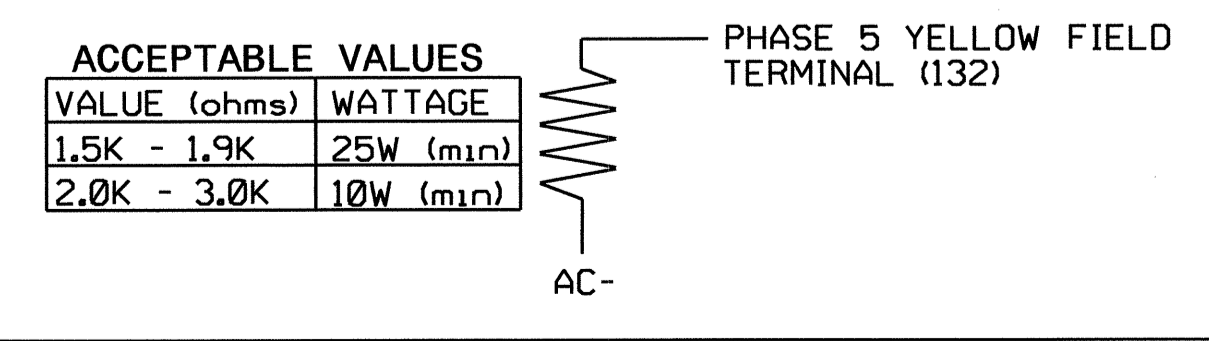 ACCEPTABLE VALUES
VALUE (ohms) WATTAGE
1.5K - 1.9K 25W (min)
2.0K - 3.0K 10W (min)
PHASE 5 YELLOW FIELD
TERMINAL (132)
AC-